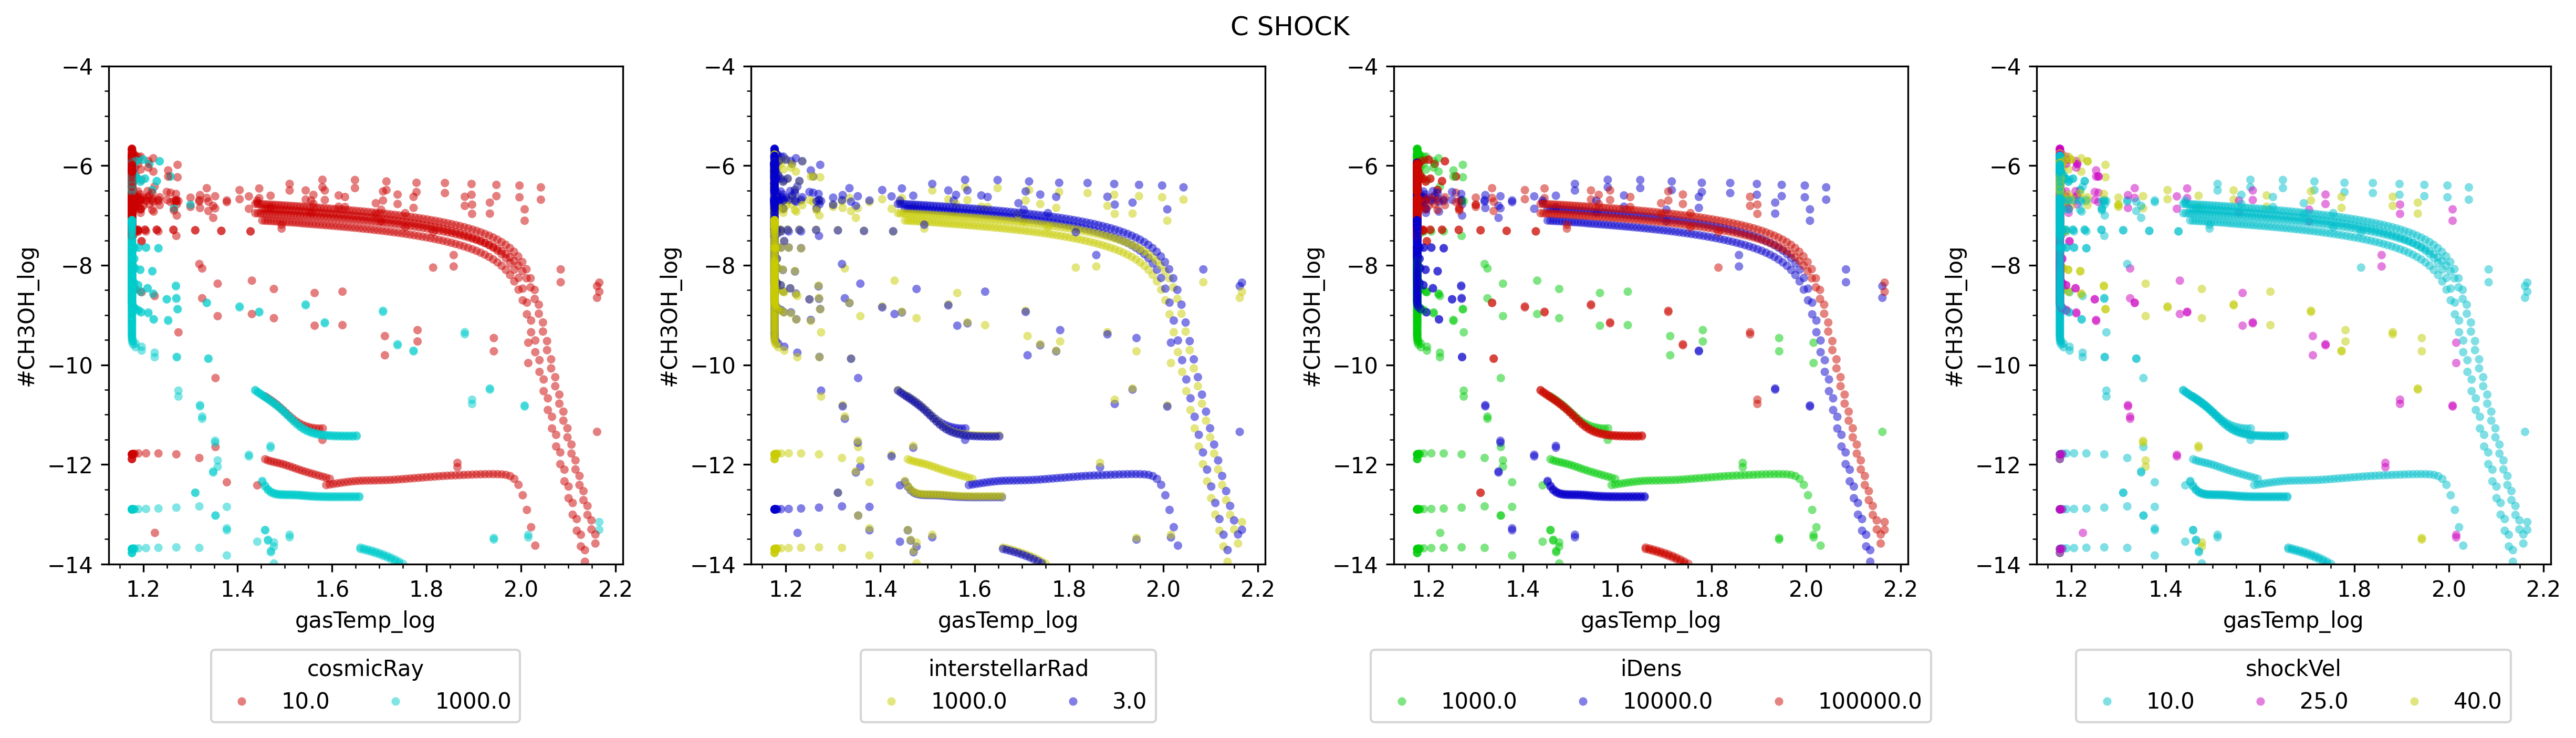 C SHOCK
−4 −6 −8 −10 −12 −14
#CH3OH_log
1.2 1.4 1.6 1.8 2.0 2.2
gasTemp_log
cosmicRay
10.0 1000.0
−4 −6 −8 −10 −12 −14
#CH3OH_log
1.2 1.4 1.6 1.8 2.0 2.2
gasTemp_log
interstellarRad
1000.0 3.0
−4 −6 −8 −10 −12 −14
#CH3OH_log
1.2 1.4 1.6 1.8 2.0 2.2
gasTemp_log
iDens
1000.0 10000.0 100000.0
−4 −6 −8 −10 −12 −14
#CH3OH_log
1.2 1.4 1.6 1.8 2.0 2.2
gasTemp_log
shockVel
10.0 25.0 40.0